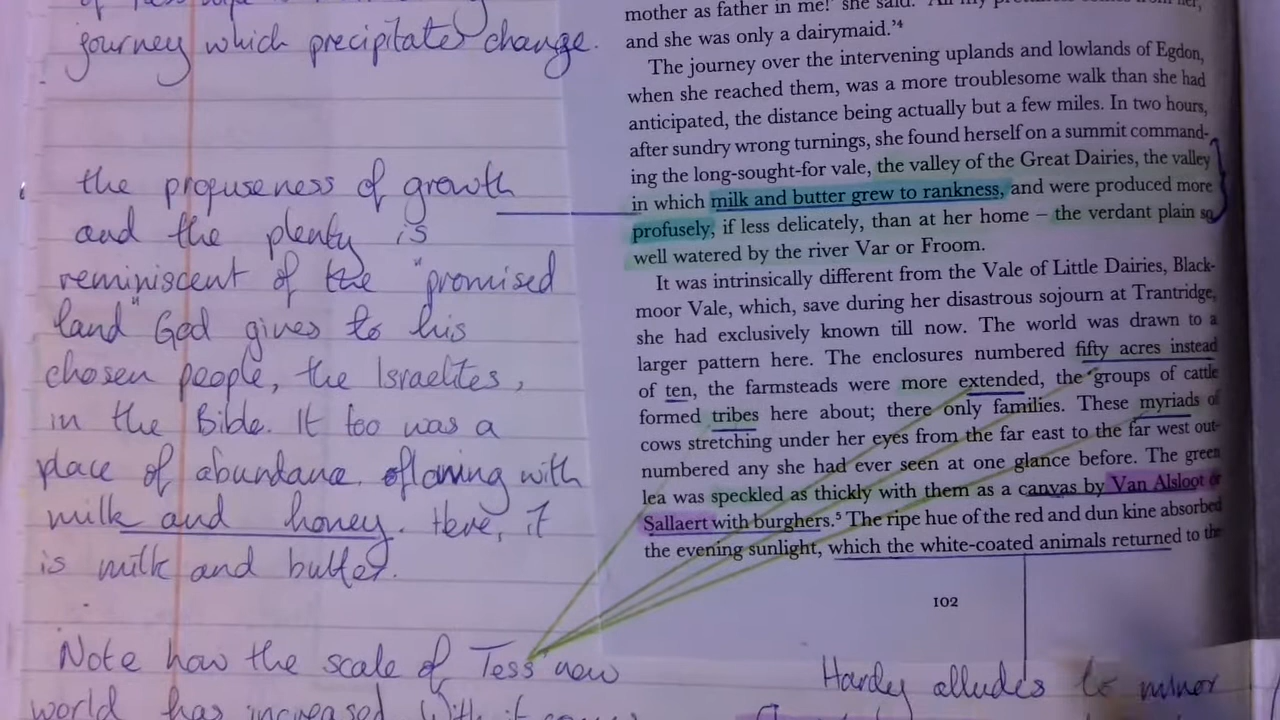 journey which precipitates change.
the profuseness of growth
and the plenty is
reminiscent of the "promised
land" God gives to his
chosen people, the Israelites,
in the Bible. It too was a
place of abundance, oflowing with
milk and honey. Here, it
is milk and butter.
Note how the scale of Tess' new
world has increased. With it comes
mother as father in me!' she said.
and she was only a dairymaid.'4
The journey over the intervening uplands and lowlands of Egdon,
when she reached them, was a more troublesome walk than she had
anticipated, the distance being actually but a few miles. In two hours,
after sundry wrong turnings, she found herself on a summit command-
ing the long-sought-for vale, the valley of the Great Dairies, the valley
in which milk and butter grew to rankness, and were produced more
profusely, if less delicately, than at her home – the verdant plain so
well watered by the river Var or Froom.
It was intrinsically different from the Vale of Little Dairies, Black-
moor Vale, which, save during her disastrous sojourn at Trantridge,
she had exclusively known till now. The world was drawn to a
larger pattern here. The enclosures numbered fifty acres instead
of ten, the farmsteads were more extended, the groups of cattle
formed tribes here about; there only families. These myriads of
cows stretching under her eyes from the far east to the far west out-
numbered any she had ever seen at one glance before. The green
lea was speckled as thickly with them as a canvas by Van Alsloot or
Sallaert with burghers.5 The ripe hue of the red and dun kine absorbed
the evening sunlight, which the white-coated animals returned to the
102
Hardy alludes to minor